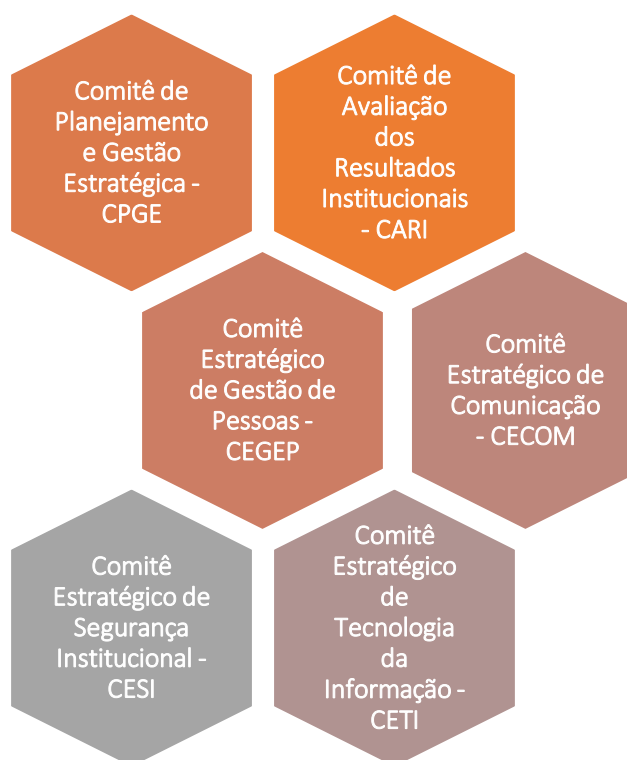 Comitê de
Planejamento
e Gestão
Estratégica -
CPGE
Comitê de
Avaliação
dos
Resultados
Institucionais
- CARI
Comitê
Estratégico
de Gestão de
Pessoas -
CEGEP
Comitê
Estratégico de
Comunicação
- CECOM
Comitê
Estratégico de
Segurança
Institucional -
CESI
Comitê
Estratégico
de
Tecnologia
da
Informação -
CETI